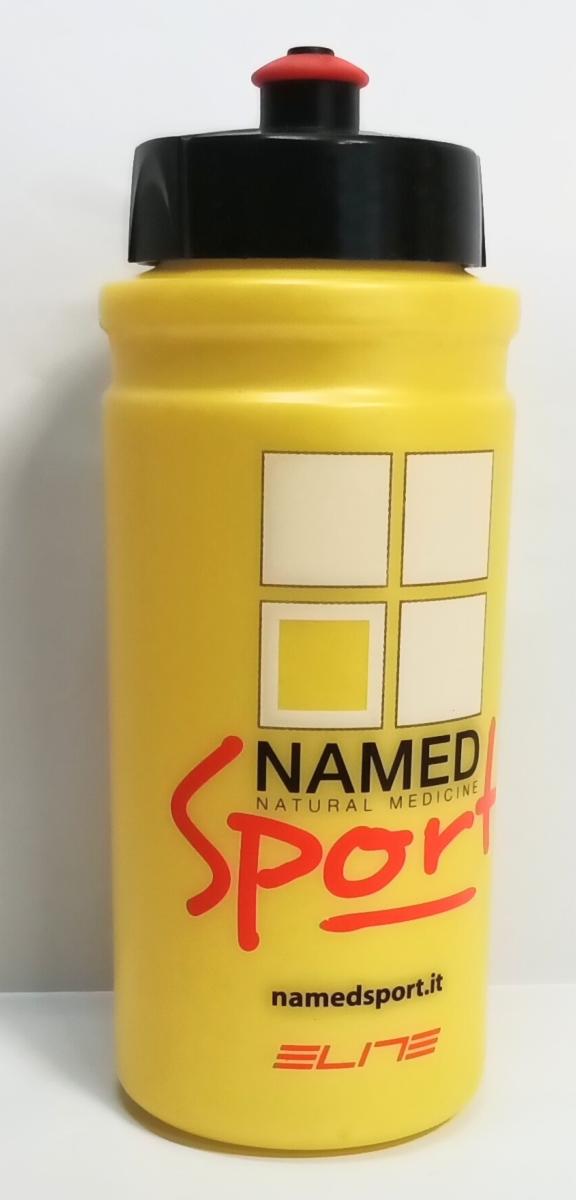 NAMED
NATURAL MEDICINE
Sport
namedsport.it
ELITE